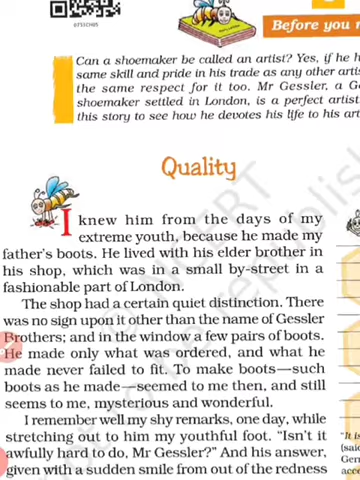 0751CH05
Before you r
Can a shoemaker be called an artist? Yes, if he h
same skill and pride in his trade as any other artis
the same respect for it too. Mr Gessler, a G
shoemaker settled in London, is a perfect artist
this story to see how he devotes his life to his art
Quality
I knew him from the days of my
extreme youth, because he made my
father's boots. He lived with his elder brother in
his shop, which was in a small by-street in a
fashionable part of London.
The shop had a certain quiet distinction. There
was no sign upon it other than the name of Gessler
Brothers; and in the window a few pairs of boots.
He made only what was ordered, and what he
made never failed to fit. To make boots—such
boots as he made—seemed to me then, and still
seems to me, mysterious and wonderful.
I remember well my shy remarks, one day, while
stretching out to him my youthful foot. "Isn't it
awfully hard to do, Mr Gessler?" And his answer,
given with a sudden smile from out of the redness
"It is
(said
Gen
acce